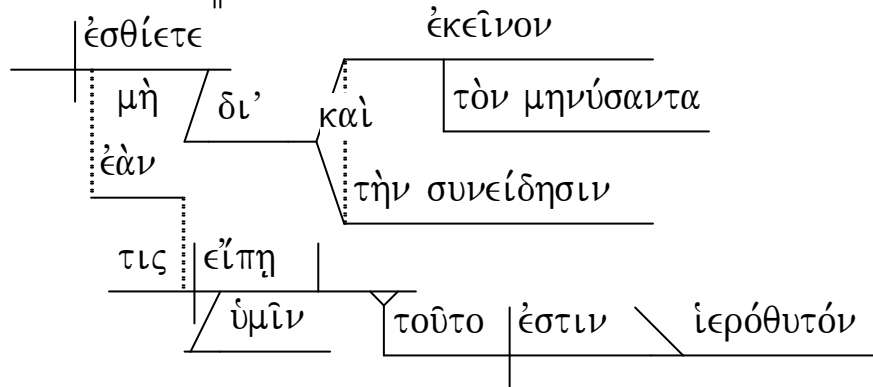 ἐσθίετε ἐκεῖνον
μὴ δι’ καὶ τὸν μηνύσαντα
ἐὰν τὴν συνείδησιν
τις εἴπῃ
ὑμῖν τοῦτο ἐστιν ἱερόθυτόν